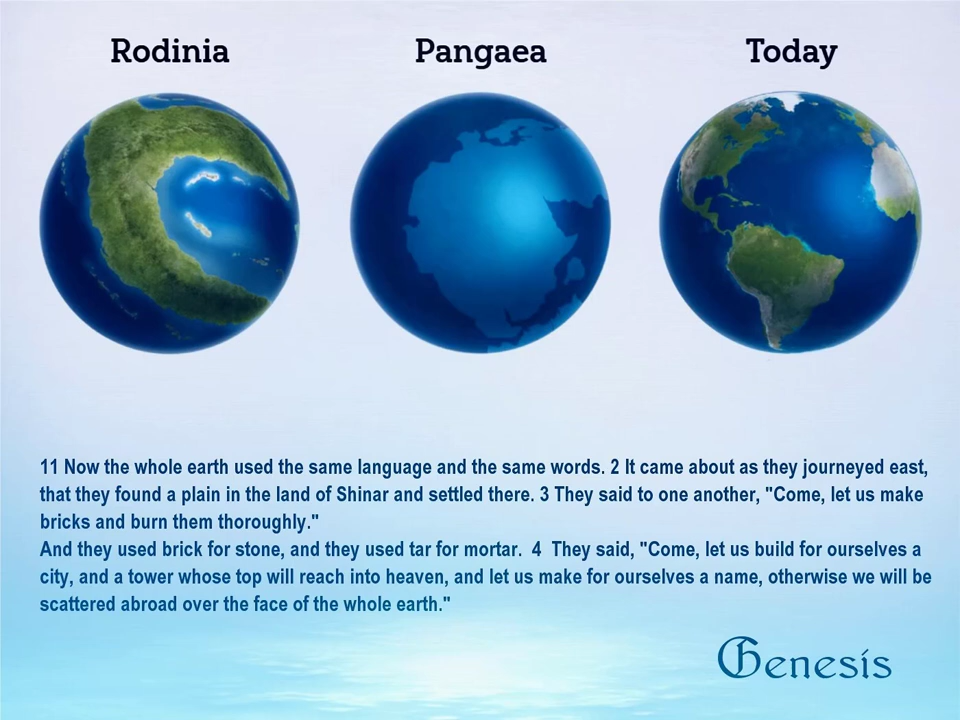 Rodinia Pangaea Today
11 Now the whole earth used the same language and the same words. 2 It came about as they journeyed east,
that they found a plain in the land of Shinar and settled there. 3 They said to one another, "Come, let us make
bricks and burn them thoroughly."
And they used brick for stone, and they used tar for mortar. 4 They said, "Come, let us build for ourselves a
city, and a tower whose top will reach into heaven, and let us make for ourselves a name, otherwise we will be
scattered abroad over the face of the whole earth."
Genesis